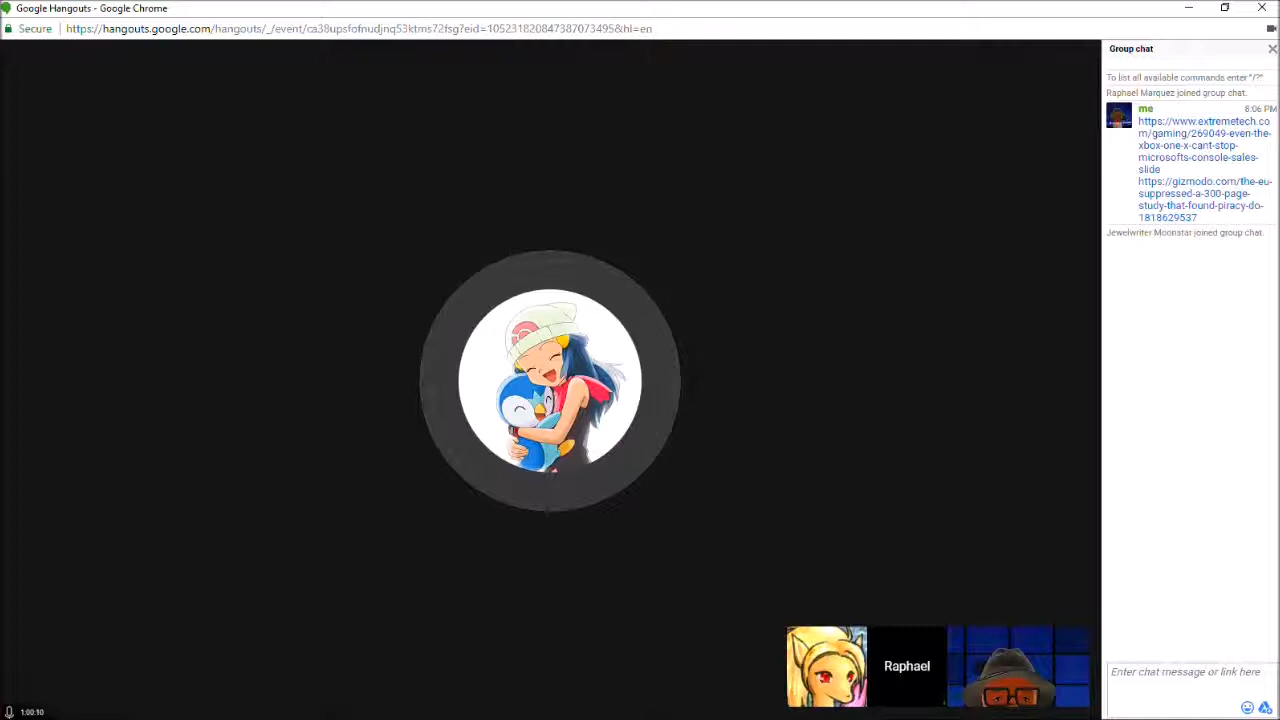 Google Hangouts - Google Chrome
Secure https://hangouts.google.com/hangouts/_/event/ca38upsfofnudjnq53ktms72fsg?eid=105231820847387073495&hl=en
Group chat
To list all available commands enter "/?"
Raphael Marquez joined group chat.
me 8:06 PM
https://www.extremetech.co
m/gaming/269049-even-the-
xbox-one-x-cant-stop-
microsofts-console-sales-
slide
https://gizmodo.com/the-eu-
suppressed-a-300-page-
study-that-found-piracy-do-
1818629537
Jewelwriter Moonstar joined group chat.
Raphael
Enter chat message or link here
1:00:10